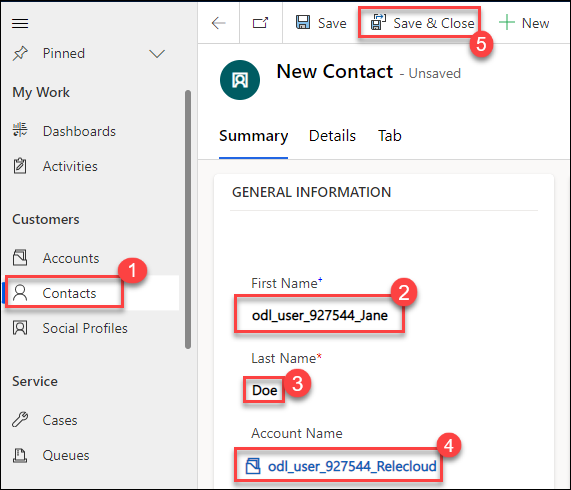 Save
Save & Close
New
5
Pinned
New Contact - Unsaved
My Work
Dashboards
Activities
Summary
Details
Tab
GENERAL INFORMATION
Customers
Accounts
1
Contacts
Social Profiles
First Name+
2
odl_user_927544_Jane
Last Name*
Doe
3
Account Name
4
odl_user_927544_Relecloud
Service
Cases
Queues